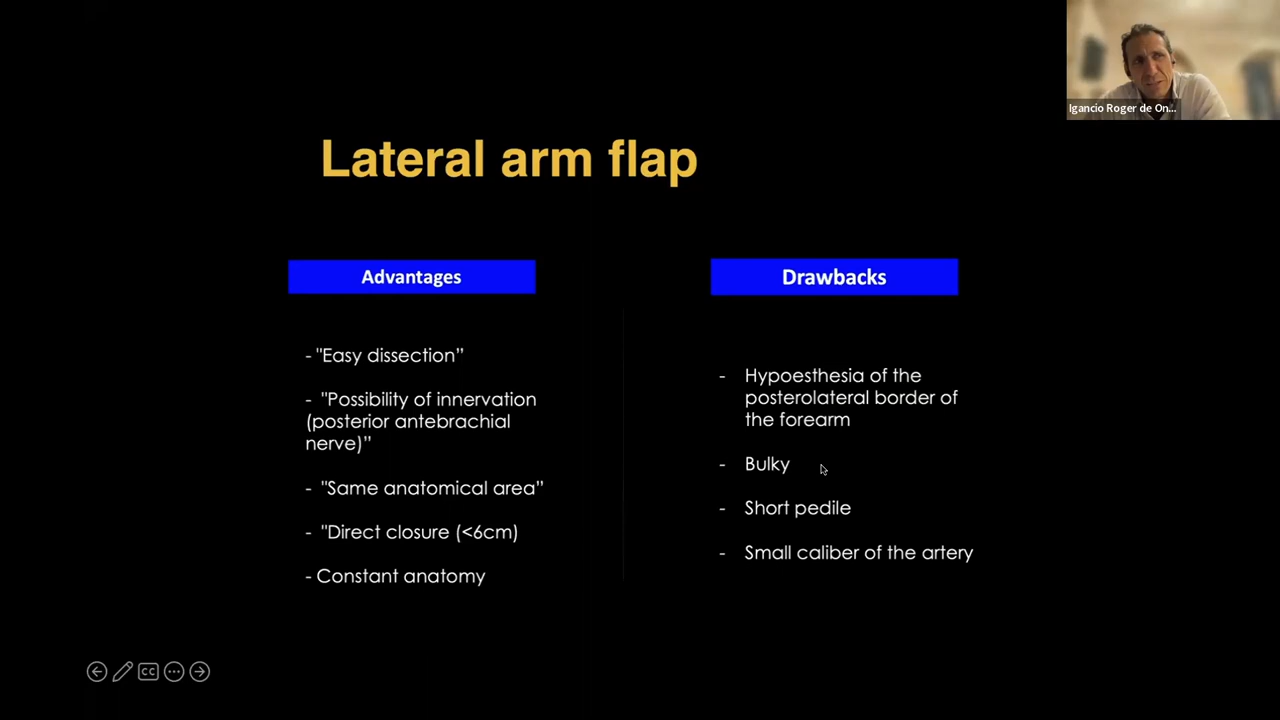 Igancio Roger de On...
Lateral arm flap
Advantages
- "Easy dissection”
- "Possibility of innervation
(posterior antebrachial
nerve)”
- "Same anatomical area”
- "Direct closure (<6cm)
- Constant anatomy
Drawbacks
- Hypoesthesia of the
posterolateral border of
the forearm
- Bulky
- Short pedile
- Small caliber of the artery
CC